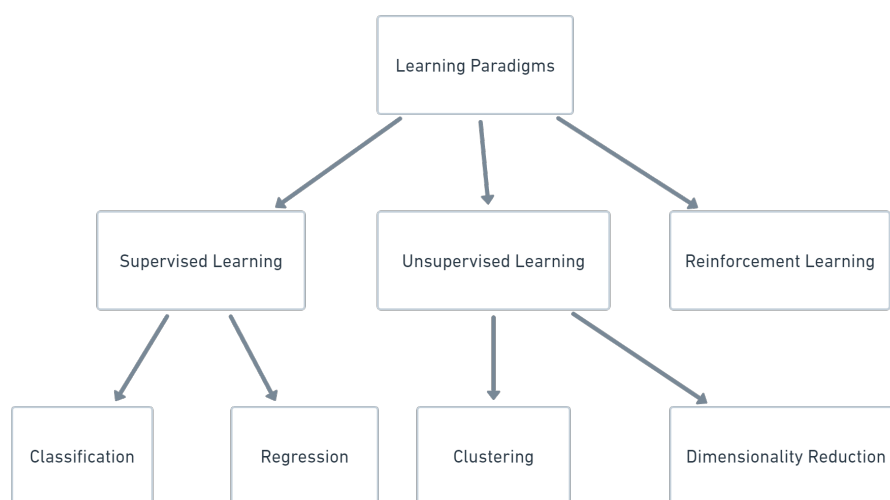 Learning Paradigms
Supervised Learning
Unsupervised Learning
Reinforcement Learning
Classification
Regression
Clustering
Dimensionality Reduction